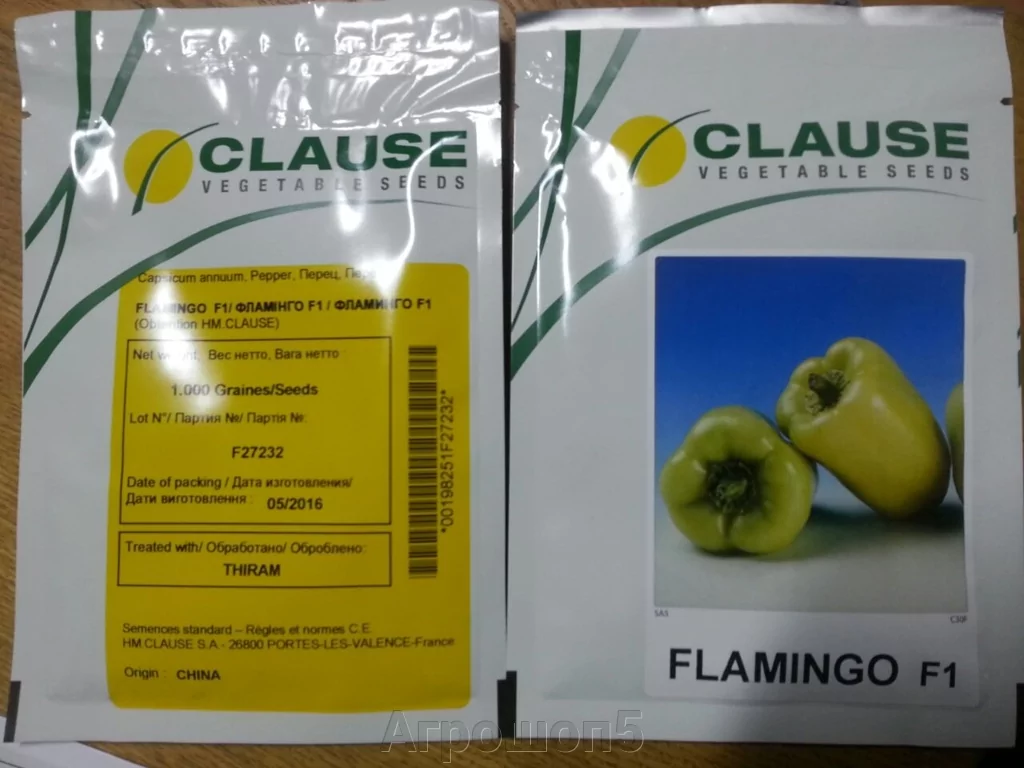 CLAUSE
VEGETABLE SEEDS
Capsicum annuum, Pepper, Перец,
FLAMINGO F1/ ФЛАМІНГО F1 / ФЛАМИНГО F1
(Obtention HM.CLAUSE)
Net weight, Вес нетто, Вага нетто
1.000 Graines/Seeds
Lot N°/ Партия №/ Партія №:
F27232
Date of packing / Дата изготовления/
Дати виготовлення : 05/2016
*00198251F27232*
Treated with/ Обработано/ Оброблено:
THIRAM
Semences standard – Règles et normes C.E.
HM.CLAUSE S.A - 26800 PORTES-LES-VALENCE-France
Origin : CHINA
CLAUSE
VEGETABLE SEEDS
SAS
FLAMINGO F1
Агрошоп5